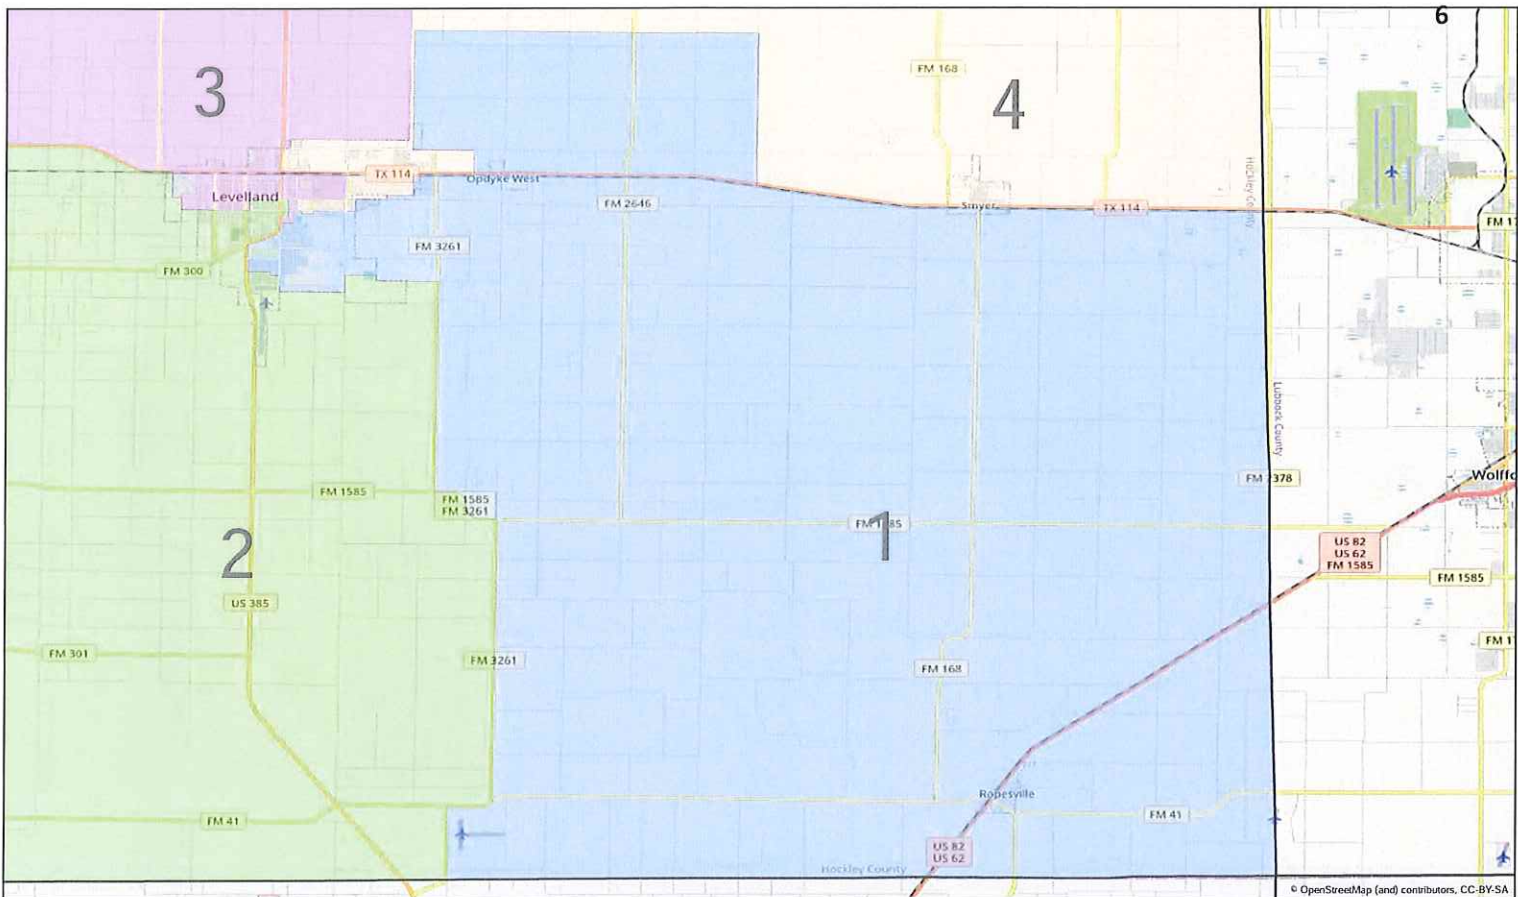 6
3
FM 168
4
TX 114
Opdyke West
Levelland
FM 2646
Smyer
TX 114
Hockley County
FM 3261
FM 300
Lubbock County
FM 1585
FM 1585
FM 3261
FM 378
1
2
US 82
US 62
FM 1585
FM 1585
US 385
FM 301
FM 3261
FM 168
Ropesville
FM 41
FM 41
US 82
US 62
Hockley County
© OpenStreetMap (and) contributors, CC-BY-SA